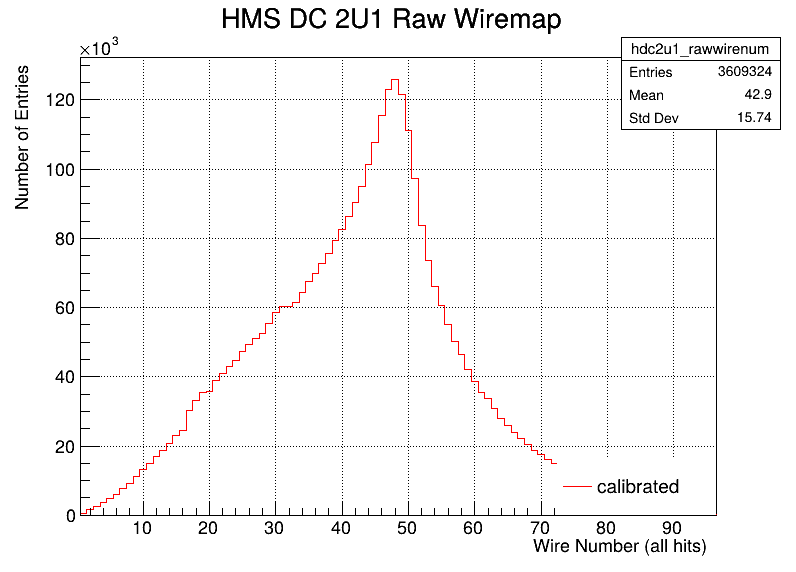 HMS DC 2U1 Raw Wiremap
×10³
hdc2u1_rawwirenum
Entries 3609324
Mean 42.9
Std Dev 15.74
Number of Entries
120
100
80
60
40
20
0
calibrated
10 20 30 40 50 60 70 80 90
Wire Number (all hits)